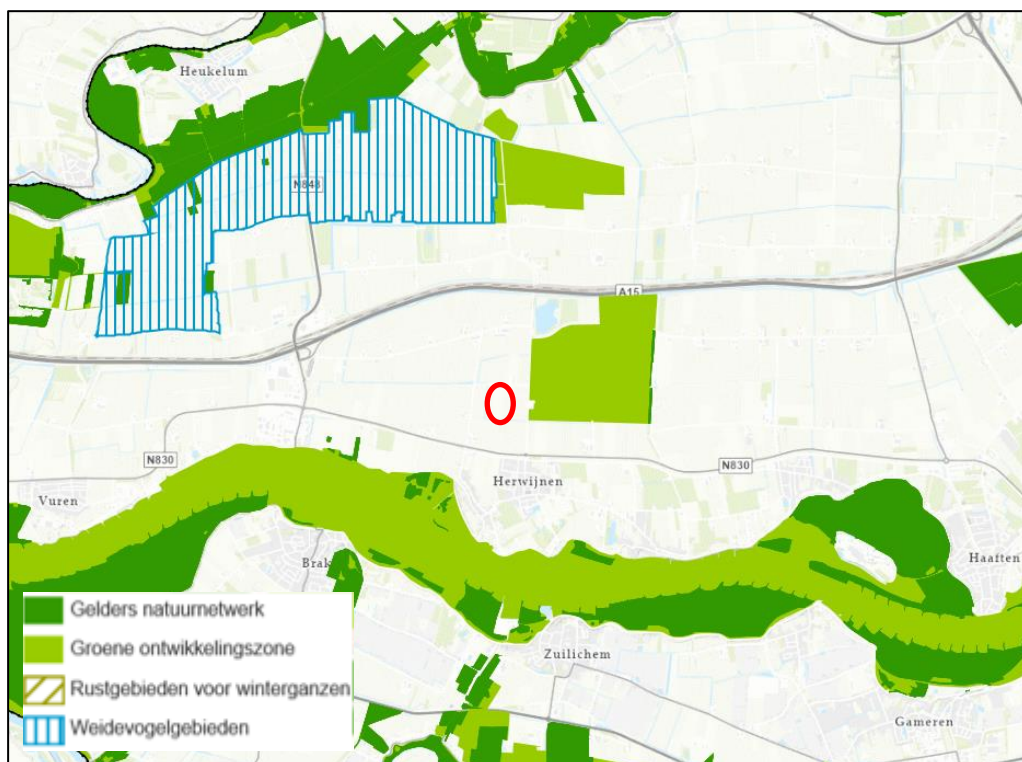 Heukelum
N848
A15
N830
N830
Herwijnen
Vuren
Haaften
Brak
Zuilichem
Gameren
Gelders natuurnetwerk
Groene ontwikkelingszone
Rustgebieden voor winterganzen
Weidevogelgebieden